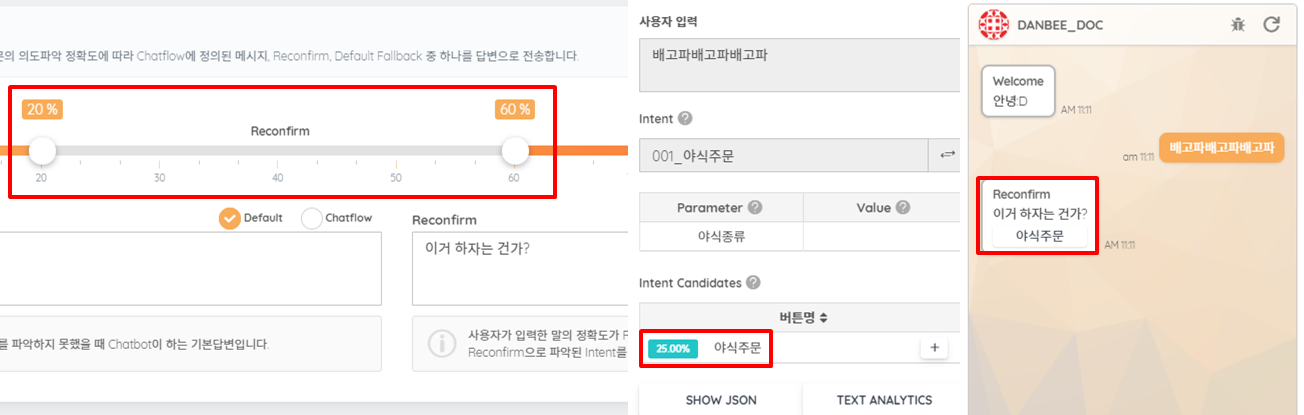 문의 의도파악 정확도에 따라 Chatflow에 정의된 메시지, Reconfirm, Default Fallback 중 하나를 답변으로 전송합니다.
20 %
60 %
Reconfirm
20
30
40
50
60
Default
Chatflow
Reconfirm
이거 하자는 건가?
를 파악하지 못했을 때 Chatbot이 하는 기본답변입니다.
사용자가 입력한 말의 정확도가 R
Reconfirm으로 파악된 Intent를
사용자 입력
배고파배고파배고파
Intent
001_야식주문
Parameter
Value
야식종류
Intent Candidates
버튼명
25.00%
야식주문
+
SHOW JSON
TEXT ANALYTICS
DANBEE_DOC
Welcome
안녕:D
AM 11:11
am 11:11
배고파배고파배고파
Reconfirm
이거 하자는 건가?
야식주문
AM 11:11